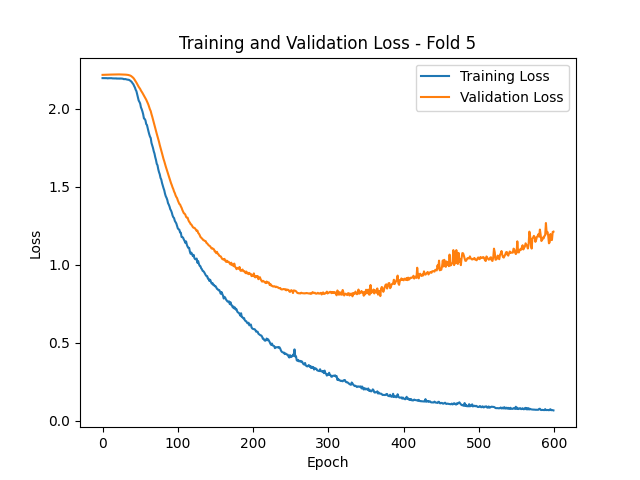 Training and Validation Loss - Fold 5
Training Loss
Validation Loss
2.0
1.5
1.0
0.5
0.0
Loss
0 100 200 300 400 500 600
Epoch